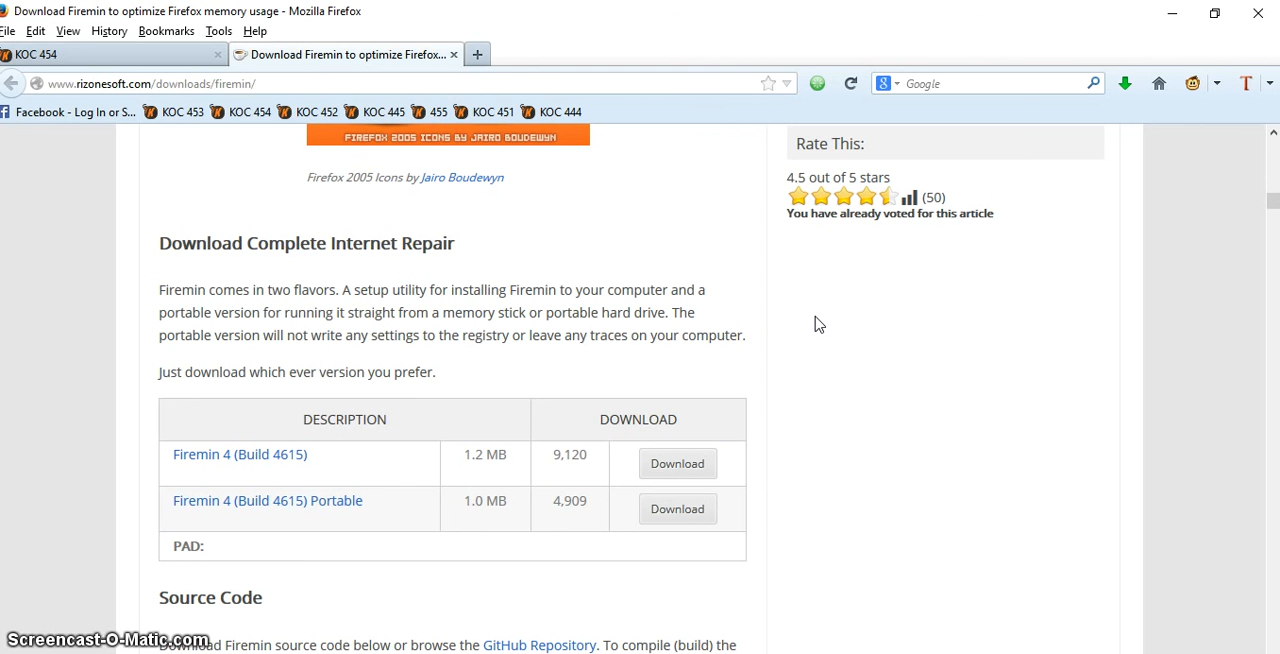 Download Firemin to optimize Firefox memory usage - Mozilla Firefox
File Edit View History Bookmarks Tools Help
KOC 454 × Download Firemin to optimize Firefox... × +
www.rizonesoft.com/downloads/firemin/ Google
Facebook - Log In or S... KOC 453 KOC 454 KOC 452 KOC 445 455 KOC 451 KOC 444
FIREFOX 2005 ICONS BY JAIRO BOUDEWYN
Firefox 2005 Icons by Jairo Boudewyn
Rate This:
4.5 out of 5 stars
(50)
You have already voted for this article
Download Complete Internet Repair
Firemin comes in two flavors. A setup utility for installing Firemin to your computer and a
portable version for running it straight from a memory stick or portable hard drive. The
portable version will not write any settings to the registry or leave any traces on your computer.
Just download which ever version you prefer.
DESCRIPTION DOWNLOAD
Firemin 4 (Build 4615) 1.2 MB 9,120 Download
Firemin 4 (Build 4615) Portable 1.0 MB 4,909 Download
PAD:
Source Code
Download Firemin source code below or browse the GitHub Repository. To compile (build) the
Screencast-O-Matic.com